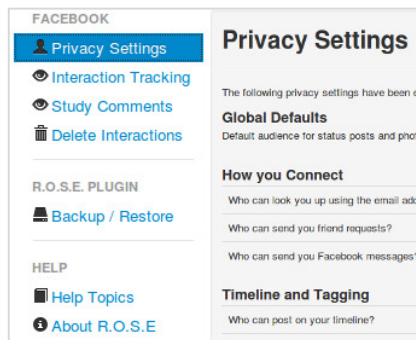 FACEBOOK
Privacy Settings
Interaction Tracking
Study Comments
Delete Interactions
R.O.S.E. PLUGIN
Backup / Restore
HELP
Help Topics
About R.O.S.E
Privacy Settings
The following privacy settings have been
Global Defaults
Default audience for status posts and
How you Connect
Who can look you up using the email
Who can send you friend requests?
Who can send you Facebook messages?
Timeline and Tagging
Who can post on your timeline?